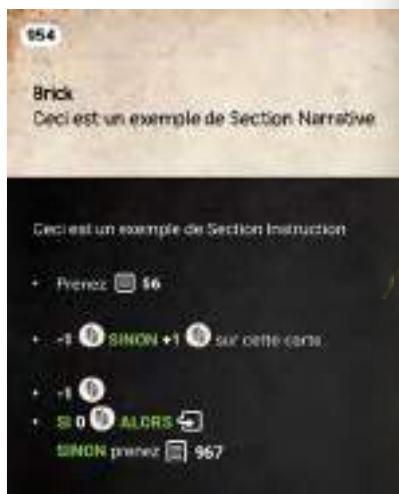 954
Brick
Ceci est un exemple de Section Narrative
Ceci est un exemple de Section Instruction
• Prenez 56
• -1 SINON +1 sur cette carte
• -1
• SI 0 ALORS
SINON prenez 967